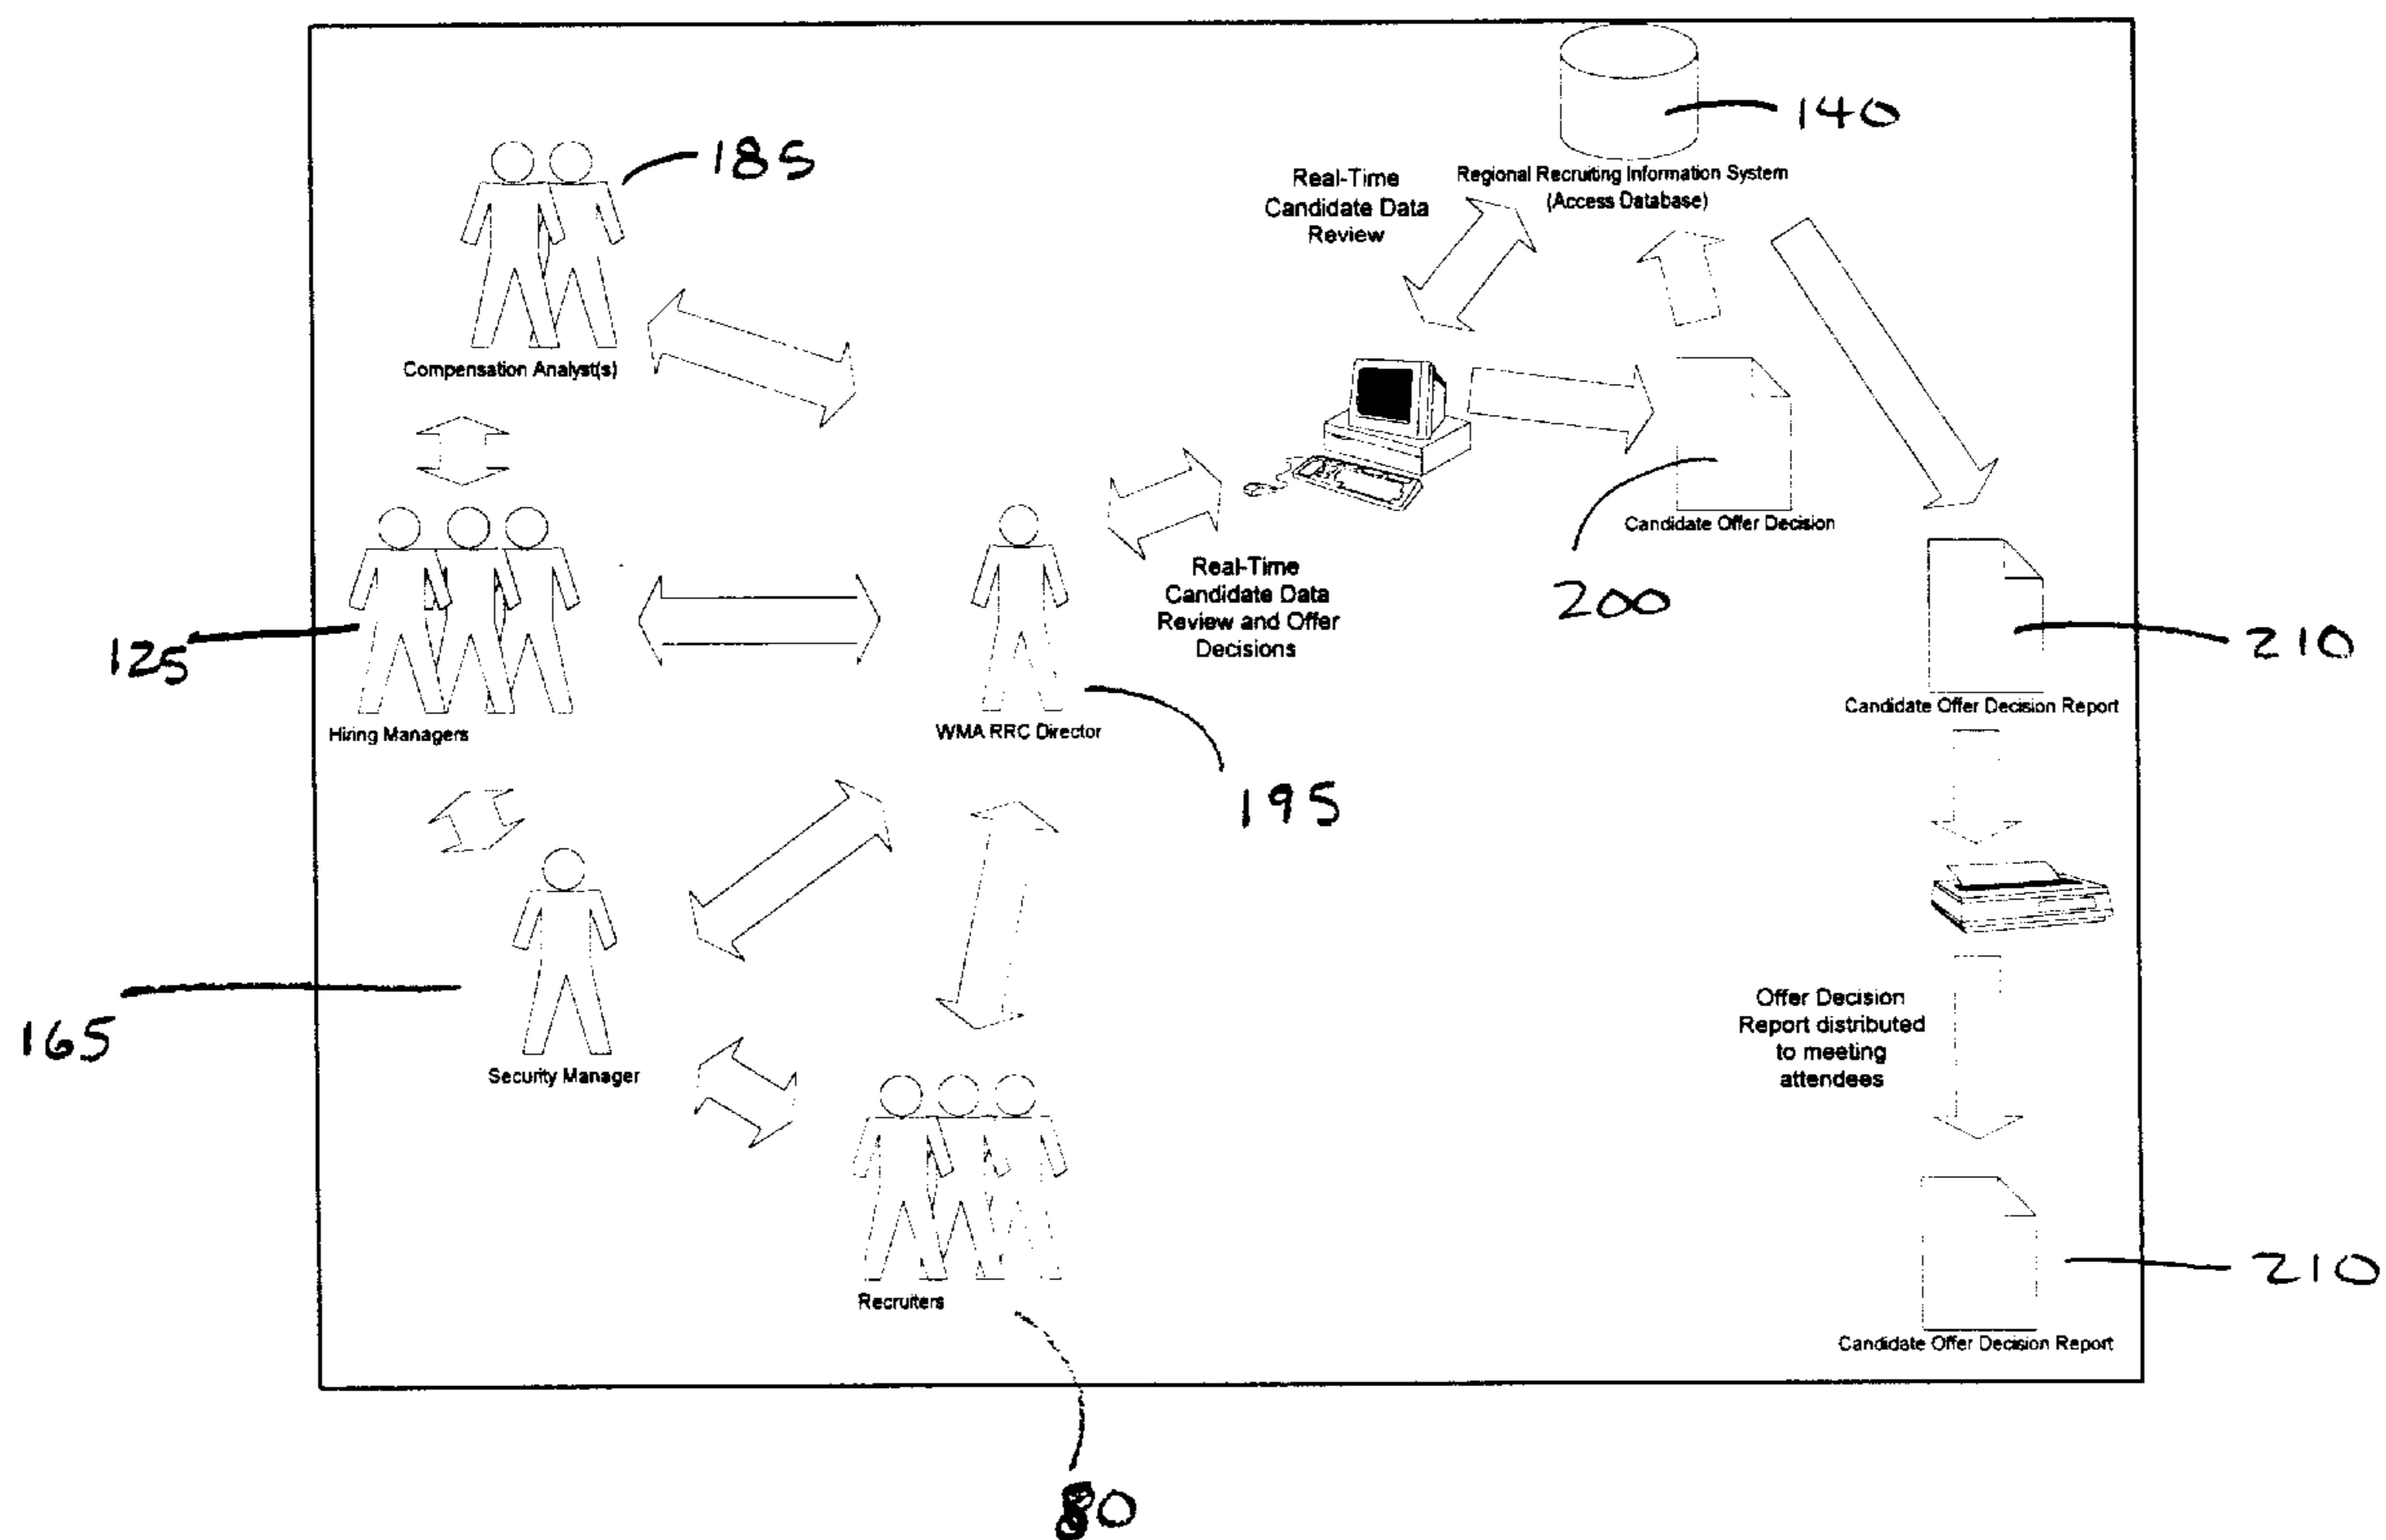 140
185
Real-Time
Candidate Data
Review
Regional Recruiting Information System
(Access Database)
Compensation Analyst(s)
Candidate Offer Decision
200
Real-Time
Candidate Data
Review and Offer
Decisions
125
210
Hiring Managers
WMA RRC Director
Candidate Offer Decision Report
195
165
Security Manager
Offer Decision
Report distributed
to meeting
attendees
210
Recruiters
Candidate Offer Decision Report
80